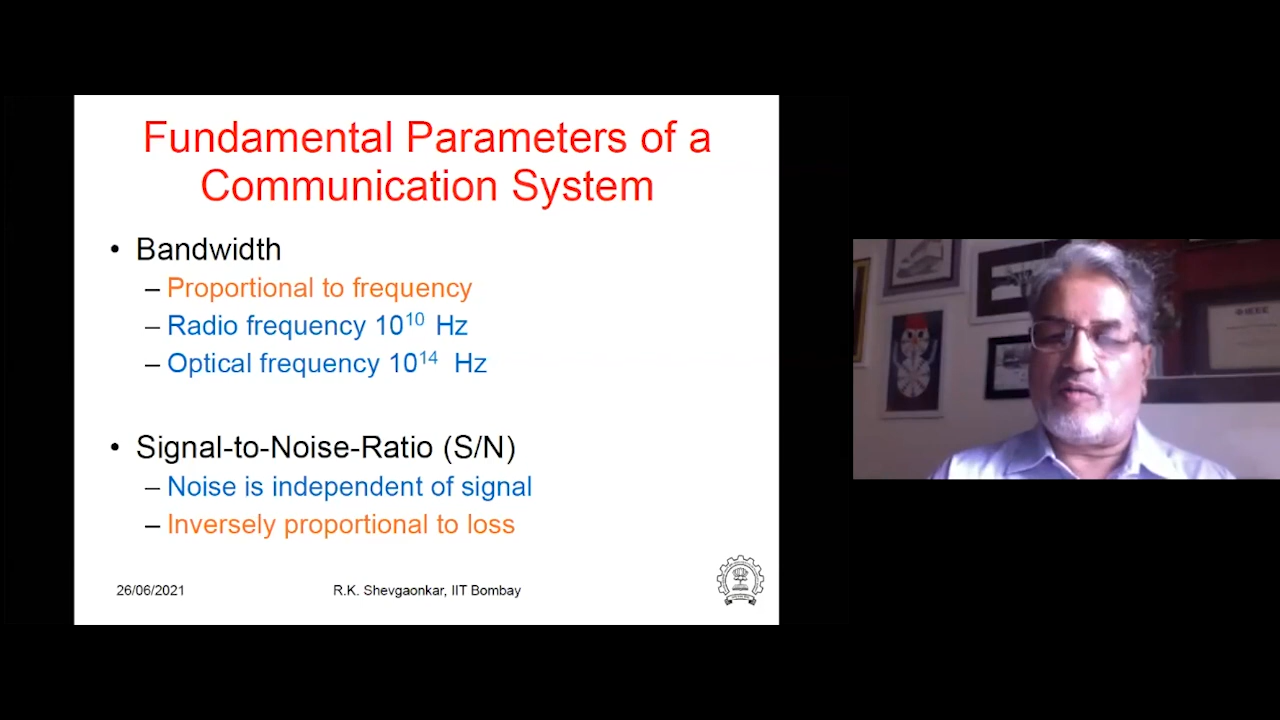 Fundamental Parameters of a
Communication System
• Bandwidth
– Proportional to frequency
– Radio frequency 10¹⁰ Hz
– Optical frequency 10¹⁴ Hz
• Signal-to-Noise-Ratio (S/N)
– Noise is independent of signal
– Inversely proportional to loss
26/06/2021
R.K. Shevgaonkar, IIT Bombay
IEEE